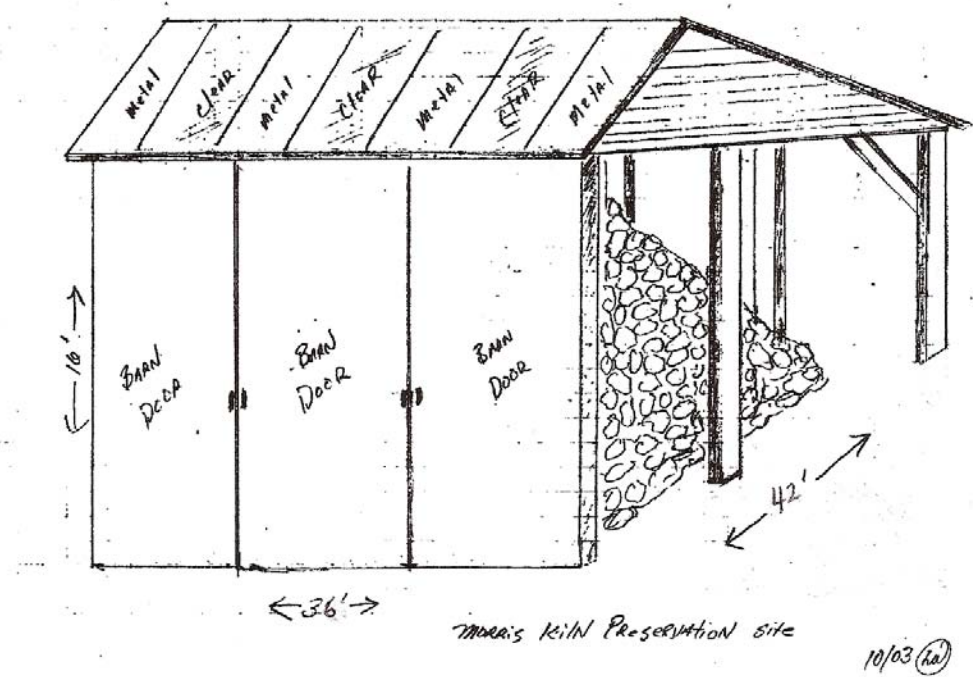 Metal
Clear
Metal
Clear
Metal
Clear
Metal
16'
Barn
Door
Barn
Door
Barn
Door
42'
36'
Morris Kiln Preservation Site
10/03